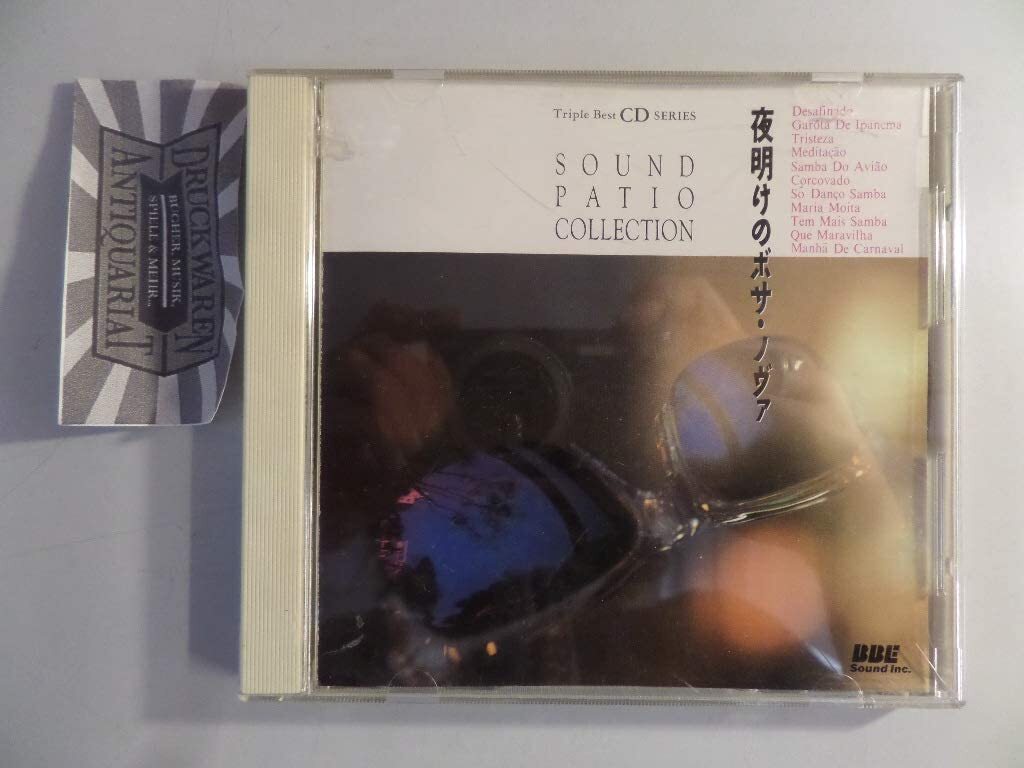 DRUCKWAREN
BÜCHER, MUSIK,
SPIELE & MEHR...
ANTIQUARIAT
Triple Best CD SERIES
SOUND
PATIO
COLLECTION
夜明けのボサ・ノヴァ
Desafinado
Garota De Ipanema
Tristeza
Meditação
Samba Do Avião
Corcovado
Só Danço Samba
Maria Moita
Tem Mais Samba
Que Maravilha
Manhã De Carnaval
BBE
Sound inc.